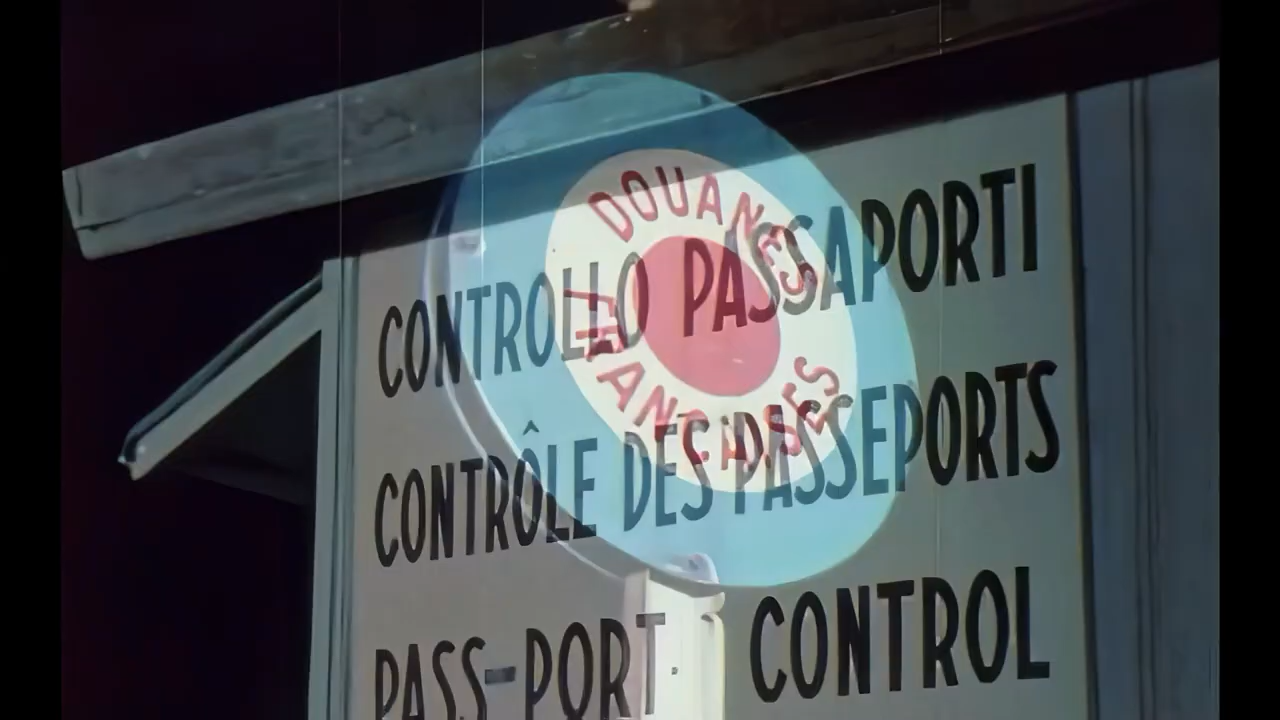 DOUANES
FRANÇAISES
CONTROLLO PASSAPORTI
CONTRÔLE DES PASSEPORTS
PASS-PORT. CONTROL